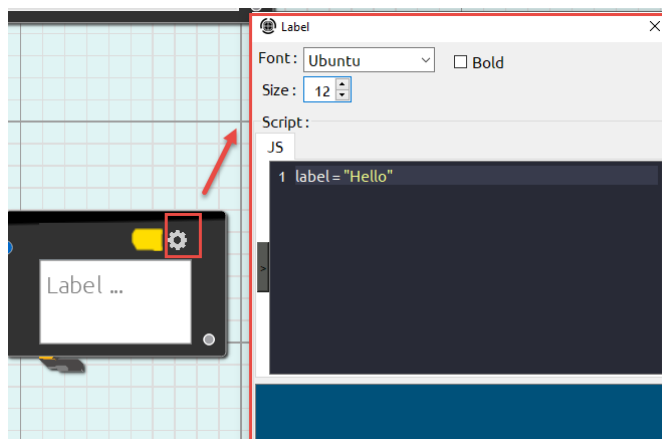 Label
Font: Ubuntu Bold
Size: 12
Script:
JS
1 label = "Hello"
>
Label ...